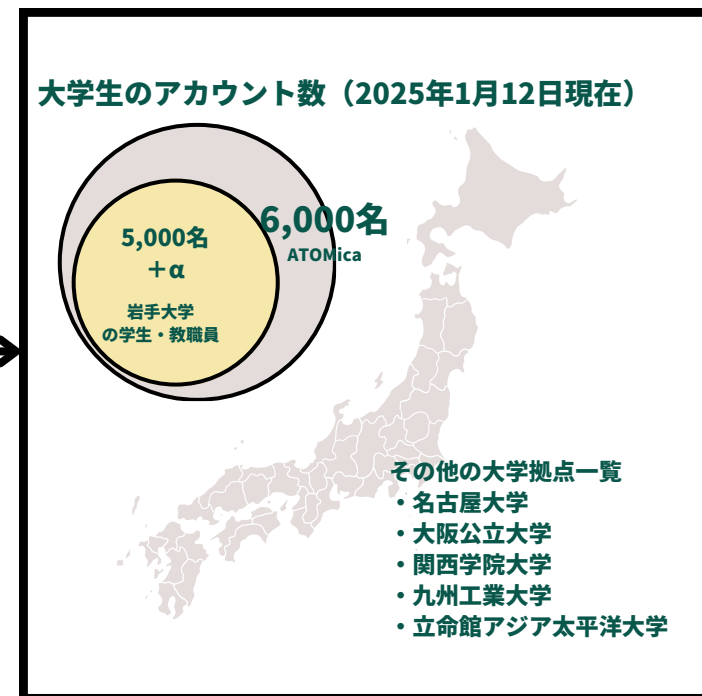 大学生のアカウント数（2025年1月12日現在）
6,000名
ATOMica
5,000名
＋α
岩手大学
の学生・教職員
その他の大学拠点一覧
・名古屋大学
・大阪公立大学
・関西学院大学
・九州工業大学
・立命館アジア太平洋大学